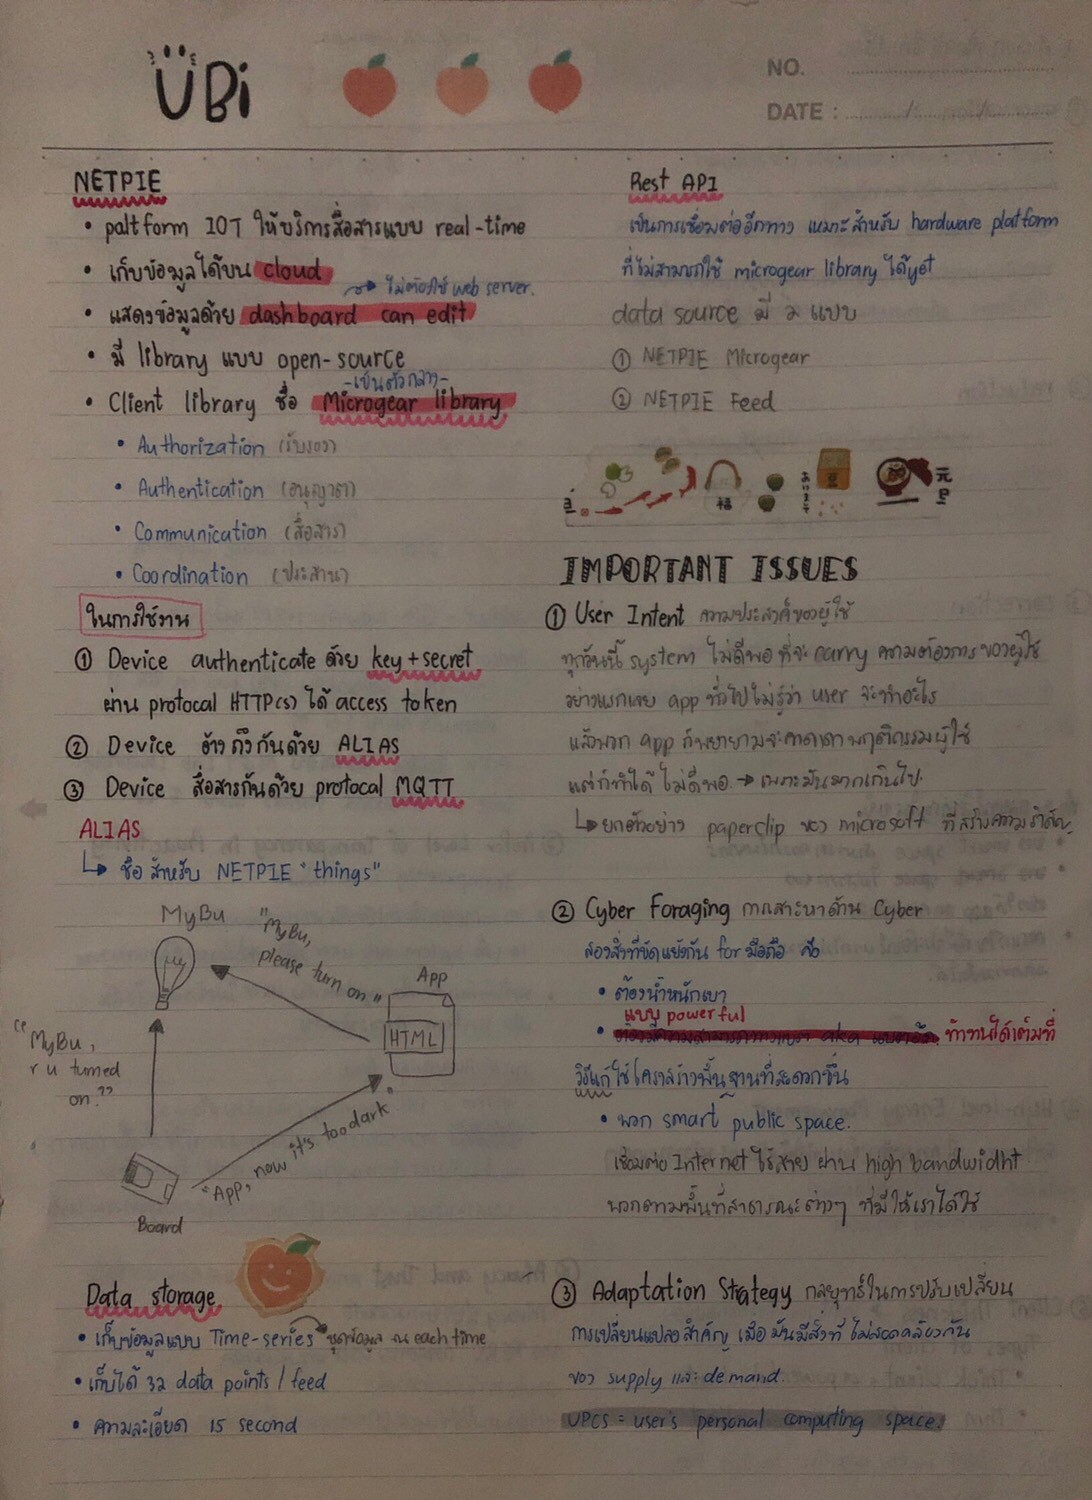 UBi
NO.
DATE :
NETPIE
• paltform IOT ให้บริการสื่อสารแบบ real-time
• เก็บข้อมูลได้บน cloud
→ ไม่ต้องใช้ web server.
• แสดงข้อมูลด้วย dashboard can edit
• มี library แบบ open-source
-เป็นตัวกลาง-
• Client library ชื่อ Microgear library
• Authorization (รับรอง)
• Authentication (อนุญาต)
• Communication (สื่อสาร)
• Coordination (ประสาน)
ในการใช้งาน
① Device authenticate ด้วย key+secret
ผ่าน protocal HTTP(s) ได้ access token
② Device อ้างถึงกันด้วย ALIAS
③ Device สื่อสารกันด้วย protocal MQTT
ALIAS
↳ ชื่อ สำหรับ NETPIE "things"
MyBu
"MyBu,
please turn on"
App
HTML
"MyBu,
r u turned
on??"
"App, now it's too dark"
Board
Data storage
• เก็บข้อมูลแบบ Time-series ชุดข้อมูล ณ each time
• เก็บได้ 32 data points / feed
• ความละเอียด 15 second
Rest API
เป็นการเชื่อมต่ออีกทาง เหมาะสำหรับ hardware platform
ที่ไม่สามารถใช้ microgear library ได้yet
data source มี 2 แบบ
① NETPIE Microgear
② NETPIE Feed
福
元
旦
IMPORTANT ISSUES
① User Intent ความประสงค์ของผู้ใช้
ทุกวันนี้ system ไม่ดีพอ ที่จะ carry ความต้องการ ของผู้ใช้
อย่างแรกเลย app ทั่วไปไม่รู้ว่า user จะทำอะไร
แล้วพวก app ก็พยายามจะคาดเดา พฤติกรรมผู้ใช้
แต่ก็ทำได้ ไม่ดีพอ → เพราะมันมากเกินไป
↳ ยกตัวอย่าง paperclip ของ microsoft ที่สร้างความรำคาญ
② Cyber Foraging การเสาะหาด้าน Cyber
สองสิ่งที่ขัดแย้งกัน for มือถือ คือ
• ต้องน้ำหนักเบา
แบบ powerful
• ทำงานได้เต็มที่
วิธีแก้ ใช้โครงสร้างพื้นฐานที่สะดวกขึ้น
• พวก smart public space.
เชื่อมต่อ Internet ไร้สาย ผ่าน high bandwidht
พวกตามพื้นที่สาธารณะต่างๆ ที่มีให้เราได้ใช้
③ Adaptation Strategy กลยุทธ์ในการปรับเปลี่ยน
การเปลี่ยนแปลงสำคัญ เมื่อ มันมีสิ่งที่ ไม่สอดคล้องกัน
ของ supply และ demand.
UPCS = user's personal computing space.